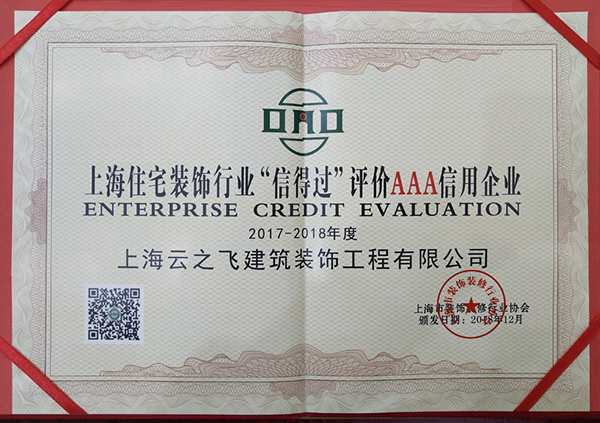 上海住宅装饰行业“信得过”评价AAA信用企业
ENTERPRISE CREDIT EVALUATION
2017-2018年度
上海云之飞建筑装饰工程有限公司
上海市装饰装修行业协会
颁发日期：2018年12月